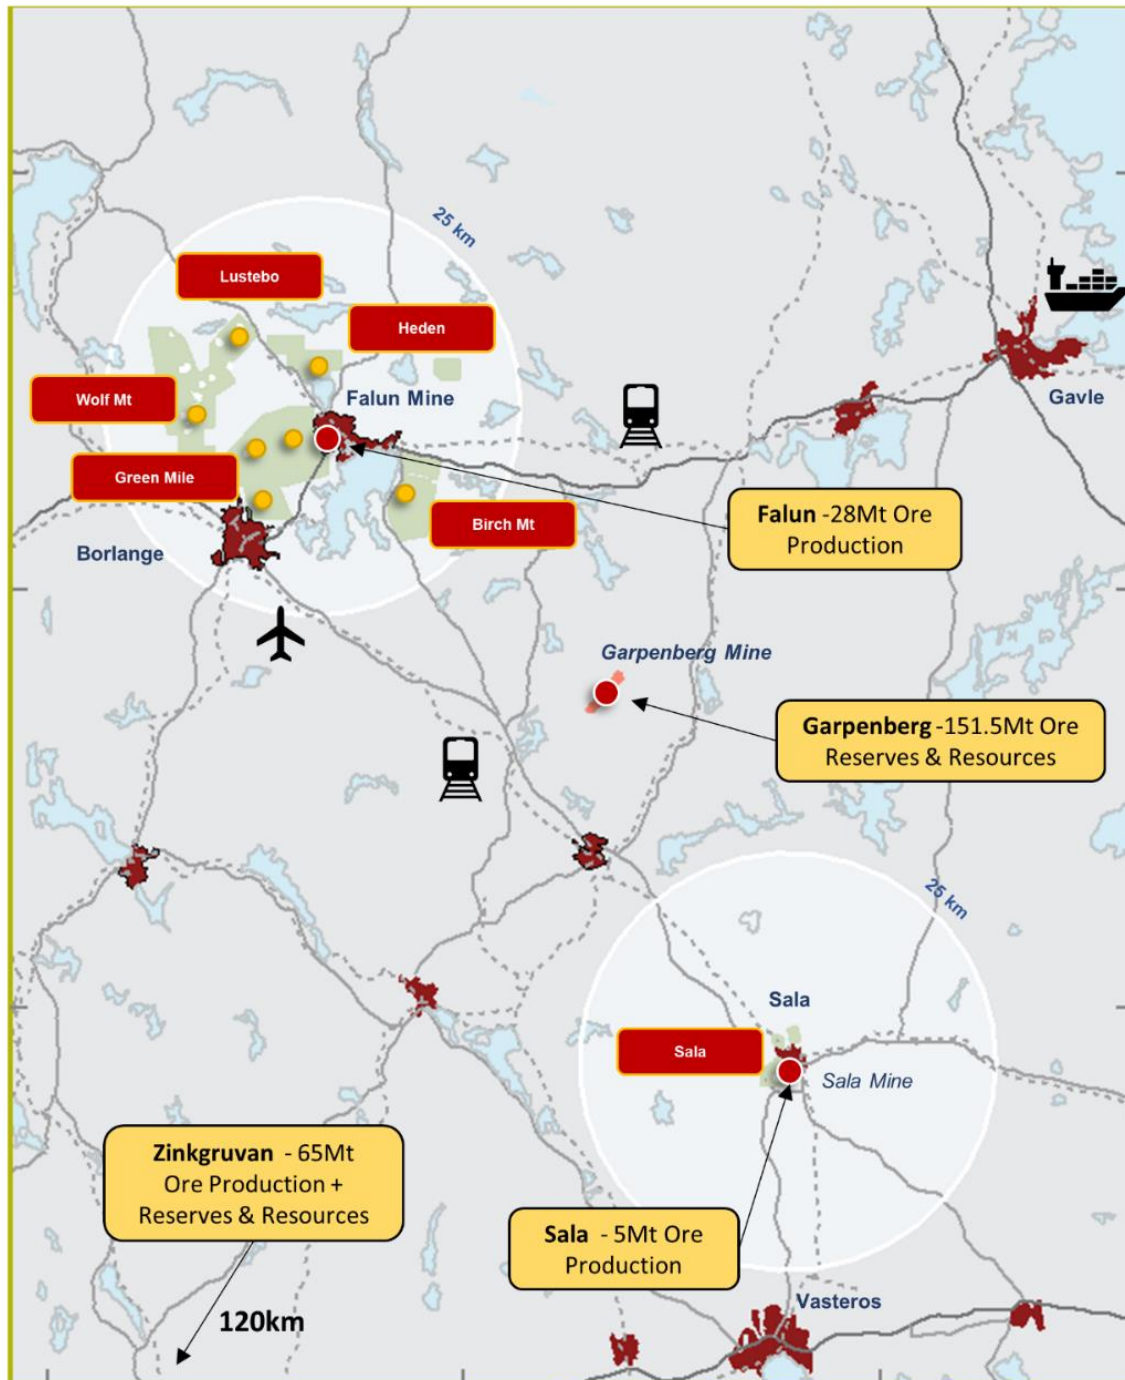 25 km
Lustebo
Heden
Wolf Mt
Falun Mine
Gavle
Green Mile
Birch Mt
Falun -28Mt Ore
Production
Borlange
Garpenberg Mine
Garpenberg -151.5Mt Ore
Reserves & Resources
25 km
Sala
Sala
Sala Mine
Zinkgruvan - 65Mt
Ore Production +
Reserves & Resources
Sala - 5Mt Ore
Production
Vasteros
120km